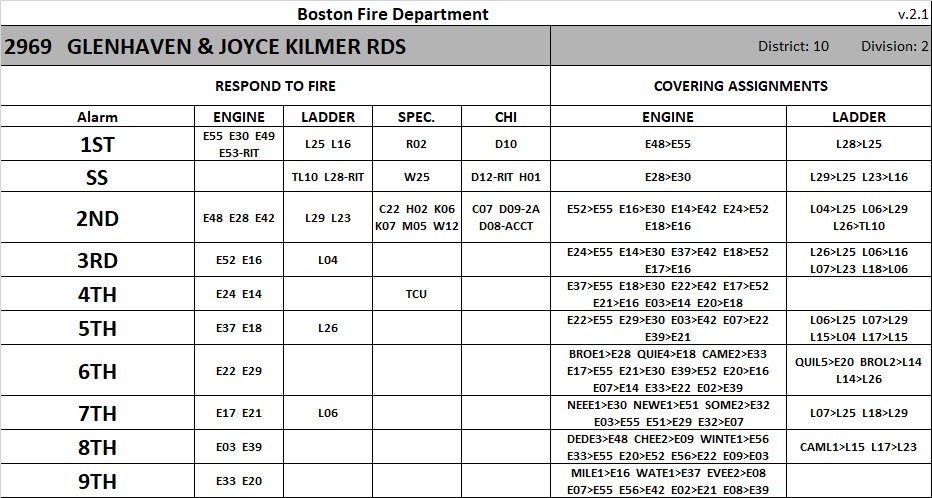 Boston Fire Department v.2.1
2969 GLENHAVEN & JOYCE KILMER RDS District: 10 Division: 2
RESPOND TO FIRE COVERING ASSIGNMENTS
Alarm ENGINE LADDER SPEC. CHI ENGINE LADDER
1ST E55 E30 E49 L25 L16 R02 D10 E48>E55 L28>L25
E53-RIT
SS TL10 L28-RIT W25 D12-RIT H01 E28>E30 L29>L25 L23>L16
2ND E48 E28 E42 L29 L23 C22 H02 K06 C07 D09-2A E52>E55 E16>E30 E14>E42 E24>E52 L04>L25 L06>L29
K07 M05 W12 D08-ACCT E18>E16 L26>TL10
3RD E52 E16 L04 E24>E55 E14>E30 E37>E42 E18>E52 L26>L25 L06>L16
E17>E16 L07>L23 L18>L06
4TH E24 E14 TCU E37>E55 E18>E30 E22>E42 E17>E52
E21>E16 E03>E14 E20>E18
5TH E37 E18 L26 E22>E55 E29>E30 E03>E42 E07>E22 L06>L25 L07>L29
E39>E21 L15>L04 L17>L15
6TH E22 E29 BROE1>E28 QUIE4>E18 CAME2>E33 QUIL5>E20 BROL2>L14
E17>E55 E21>E30 E39>E52 E20>E16 L14>L26
E07>E14 E33>E22 E02>E39
7TH E17 E21 L06 NEEE1>E30 NEWE1>E51 SOME2>E32 L07>L25 L18>L29
E03>E55 E51>E29 E32>E07
8TH E03 E39 DEDE3>E48 CHEE2>E09 WINTE1>E56 CAML1>L15 L17>L23
E33>E55 E20>E52 E56>E22 E09>E03
9TH E33 E20 MILE1>E16 WATE1>E37 EVEE2>E08
E07>E55 E56>E42 E02>E21 E08>E39